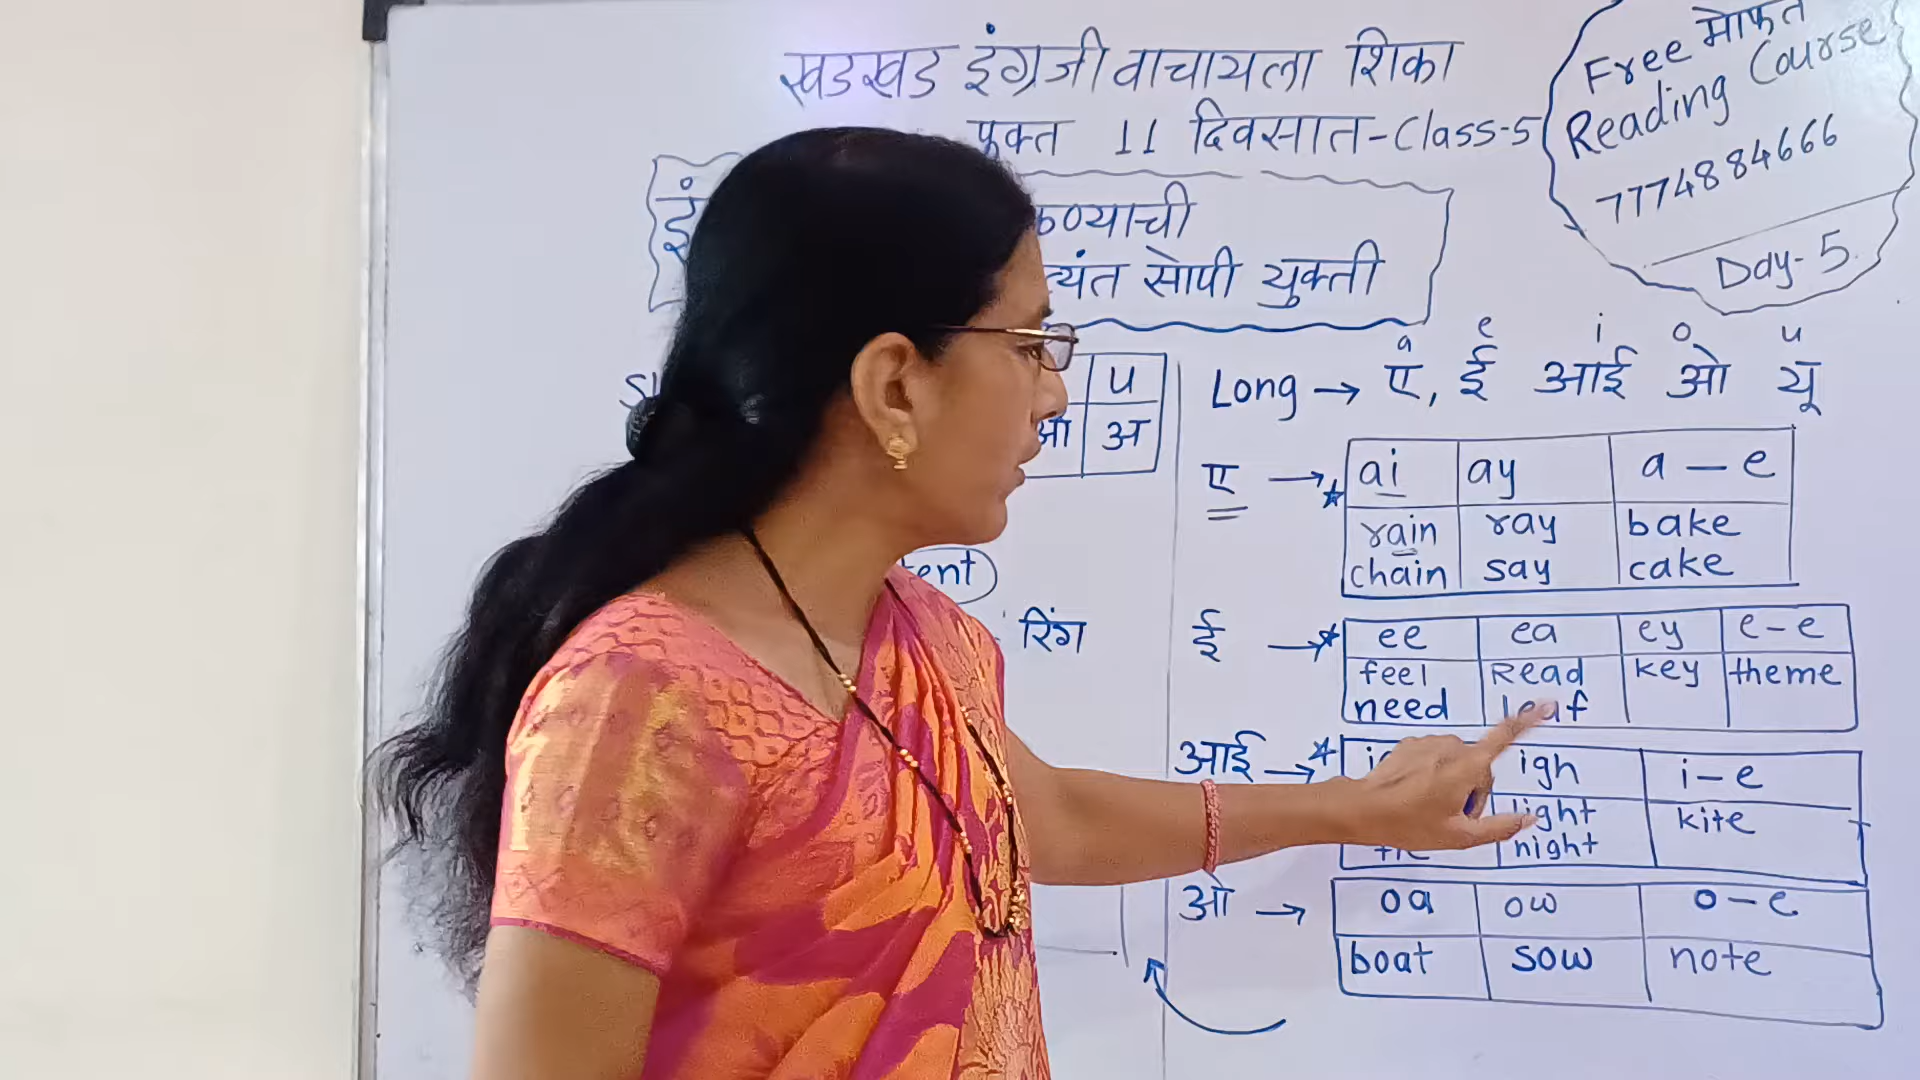 खडखड इंग्रजी वाचायला शिका
फक्त 11 दिवसात-Class-5
Free मोफत
Reading Course
7774884666
Day-5
त्यंत सोपी युक्ती
u
अ
tent
रिंग
a e i o u
Long → ए, ई आई ओ यू
ए → ai ay a – e
rain ray bake
chain say cake
ई → ee ea ey e-e
feel Read key theme
need leaf
आई → igh i-e
light kite
night
ओ → oa ow o-e
boat sow note